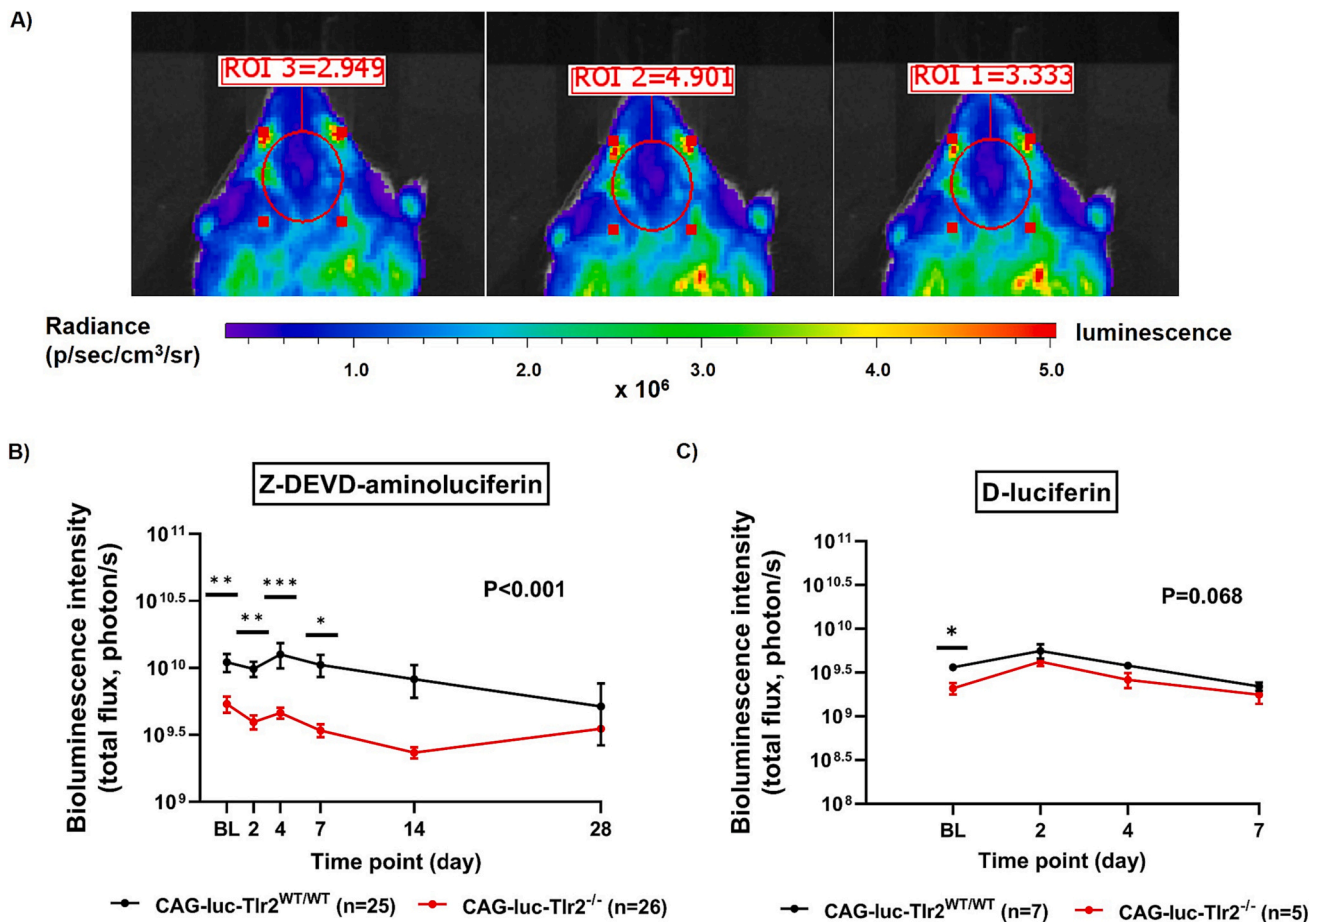 A)
ROI 3=2.949
ROI 2=4.901
ROI 1=3.333
Radiance
(p/sec/cm³/sr)
luminescence
1.0 2.0 3.0 4.0 5.0
x 10⁶
B)
Z-DEVD-aminoluciferin
Bioluminescence intensity
(total flux, photon/s)
10¹¹
10^10.5
10¹⁰
10^9.5
10⁹
** ** *** *
P<0.001
BL 2 4 7 14 28
Time point (day)
CAG-luc-Tlr2^WT/WT (n=25) CAG-luc-Tlr2^-/- (n=26)
C)
D-luciferin
Bioluminescence intensity
(total flux, photon/s)
10¹¹
10^10.5
10¹⁰
10^9.5
10⁹
10^8.5
10⁸
*
P=0.068
BL 2 4 7
Time point (day)
CAG-luc-Tlr2^WT/WT (n=7) CAG-luc-Tlr2^-/- (n=5)